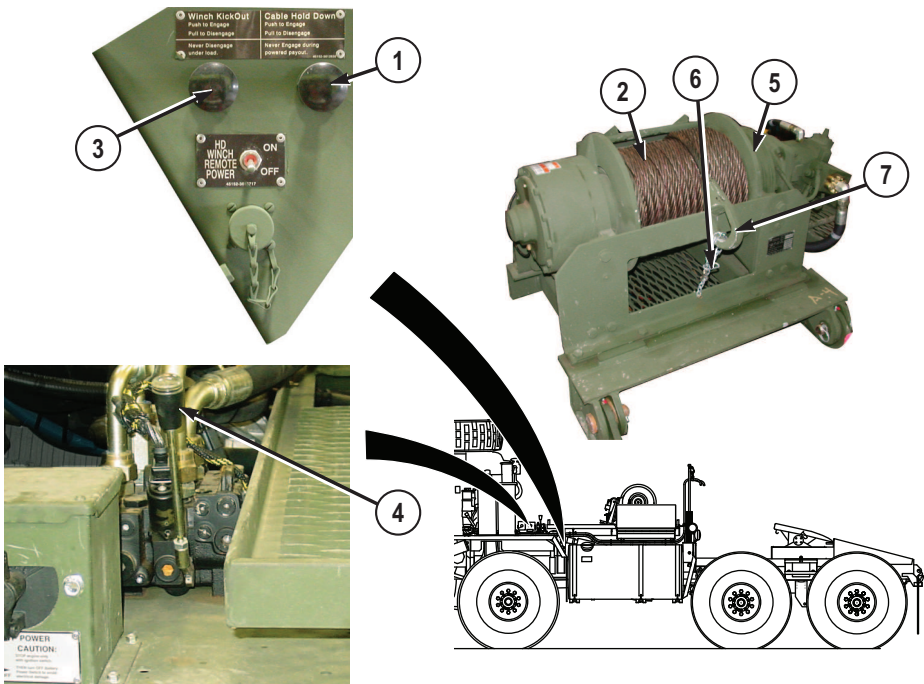 Winch KickOut
Push to Engage
Pull to Disengage
Never Disengage
under load.
Cable Hold Down
Push to Engage
Pull to Disengage
Never Engage during
powered payout.
1
3
HD
WINCH
REMOTE
POWER
ON
OFF
2
6
5
7
A-4
4
POWER
CAUTION: